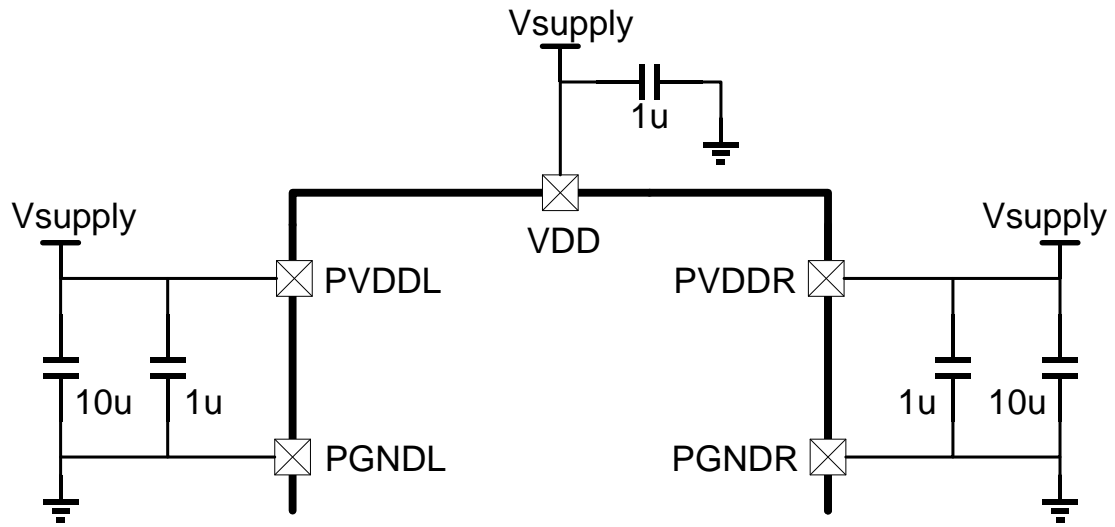 Vsupply
1u
Vsupply
VDD
Vsupply
PVDDL
PVDDR
10u
1u
1u
10u
PGNDL
PGNDR